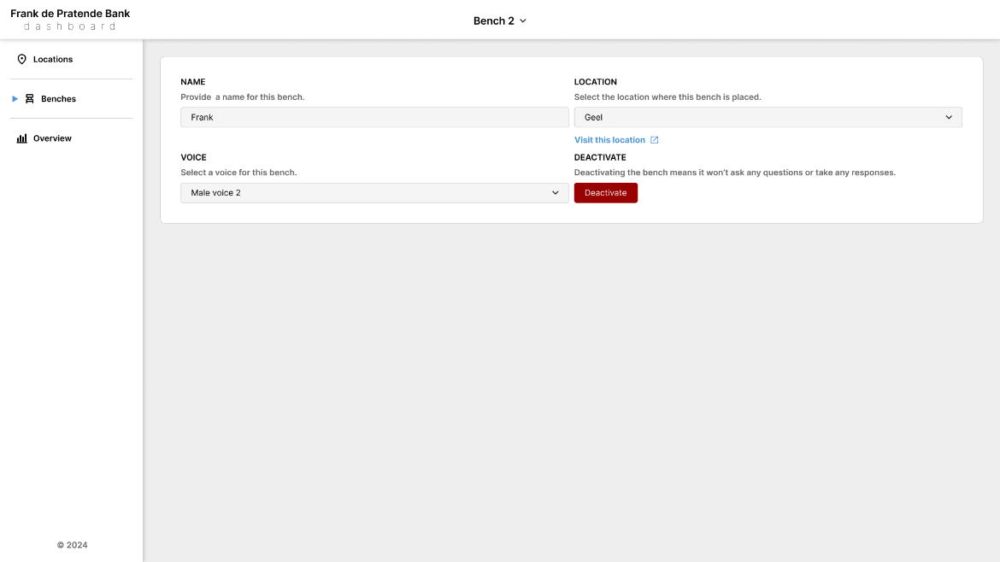 Frank de Pratende Bank
dashboard
Bench 2
Locations
Benches
Overview
NAME
Provide a name for this bench.
Frank
LOCATION
Select the location where this bench is placed.
Geel
Visit this location
VOICE
Select a voice for this bench.
Male voice 2
DEACTIVATE
Deactivating the bench means it won't ask any questions or take any responses.
Deactivate
© 2024